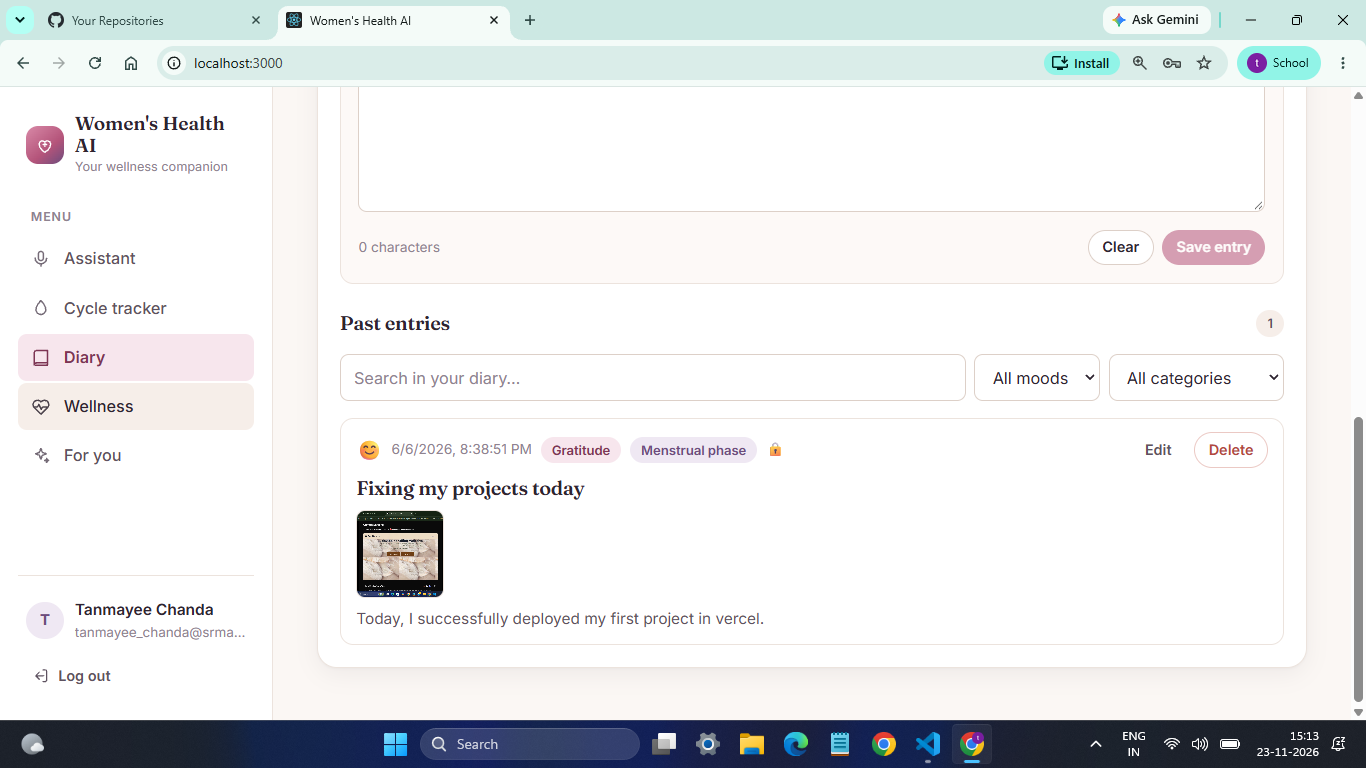 Your Repositories
Women's Health AI
Ask Gemini
localhost:3000
Install
t
School
Women's Health
AI
Your wellness companion
MENU
Assistant
Cycle tracker
Diary
Wellness
For you
T
Tanmayee Chanda
tanmayee_chanda@srma...
Log out
0 characters
Clear
Save entry
Past entries
1
Search in your diary...
All moods
All categories
6/6/2026, 8:38:51 PM
Gratitude
Menstrual phase
Edit
Delete
Fixing my projects today
Today, I successfully deployed my first project in vercel.
Search
ENG
IN
15:13
23-11-2026